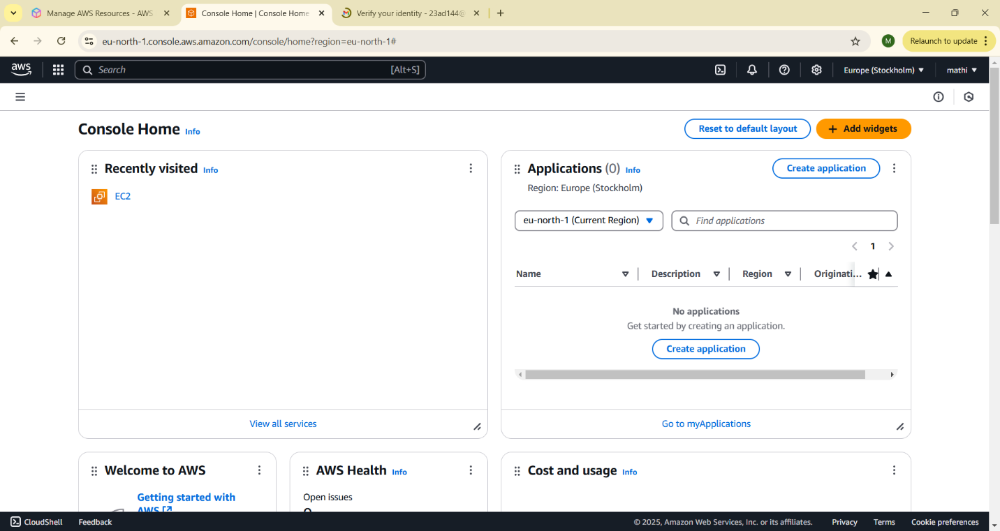 Manage AWS Resources - AWS
Console Home | Console Home
Verify your identity - 23ad144@
eu-north-1.console.aws.amazon.com/console/home?region=eu-north-1#
M
Relaunch to update
aws
Search
[Alt+S]
Europe (Stockholm)
mathi
Console Home Info
Reset to default layout
Add widgets
Recently visited Info
EC2
View all services
Applications (0) Info
Create application
Region: Europe (Stockholm)
eu-north-1 (Current Region)
Find applications
1
Name Description Region Originati...
No applications
Get started by creating an application.
Create application
Go to myApplications
Welcome to AWS
Getting started with
AWS
AWS Health Info
Open issues
Cost and usage Info
CloudShell Feedback © 2025, Amazon Web Services, Inc. or its affiliates. Privacy Terms Cookie preferences